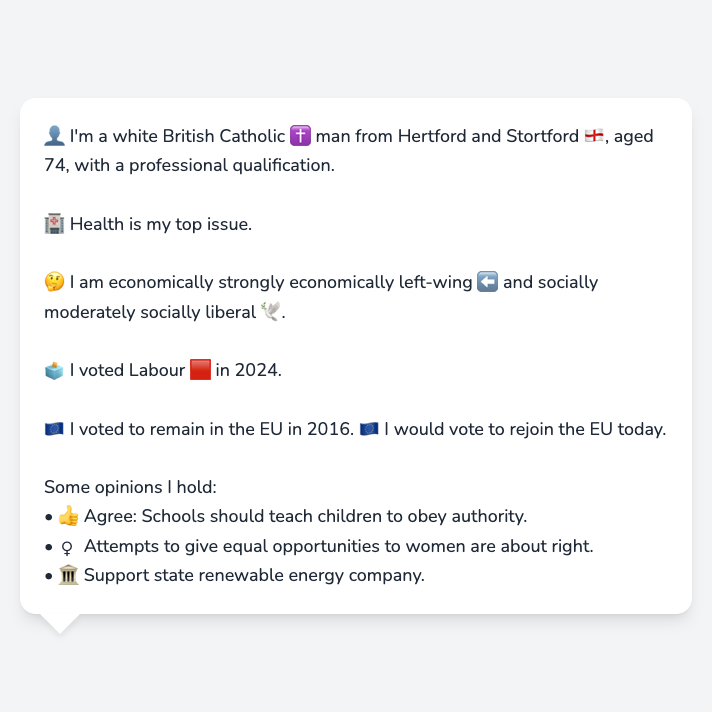 👤 I'm a white British Catholic ✝️ man from Hertford and Stortford 🏴󠁧󠁢󠁥󠁮󠁧󠁿, aged
74, with a professional qualification.
🏥 Health is my top issue.
🤔 I am economically strongly economically left-wing ⬅️ and socially
moderately socially liberal 🕊️.
🗳️ I voted Labour 🟥 in 2024.
🇪🇺 I voted to remain in the EU in 2016. 🇪🇺 I would vote to rejoin the EU today.
Some opinions I hold:
• 👍 Agree: Schools should teach children to obey authority.
• ♀ Attempts to give equal opportunities to women are about right.
• 🏛️ Support state renewable energy company.